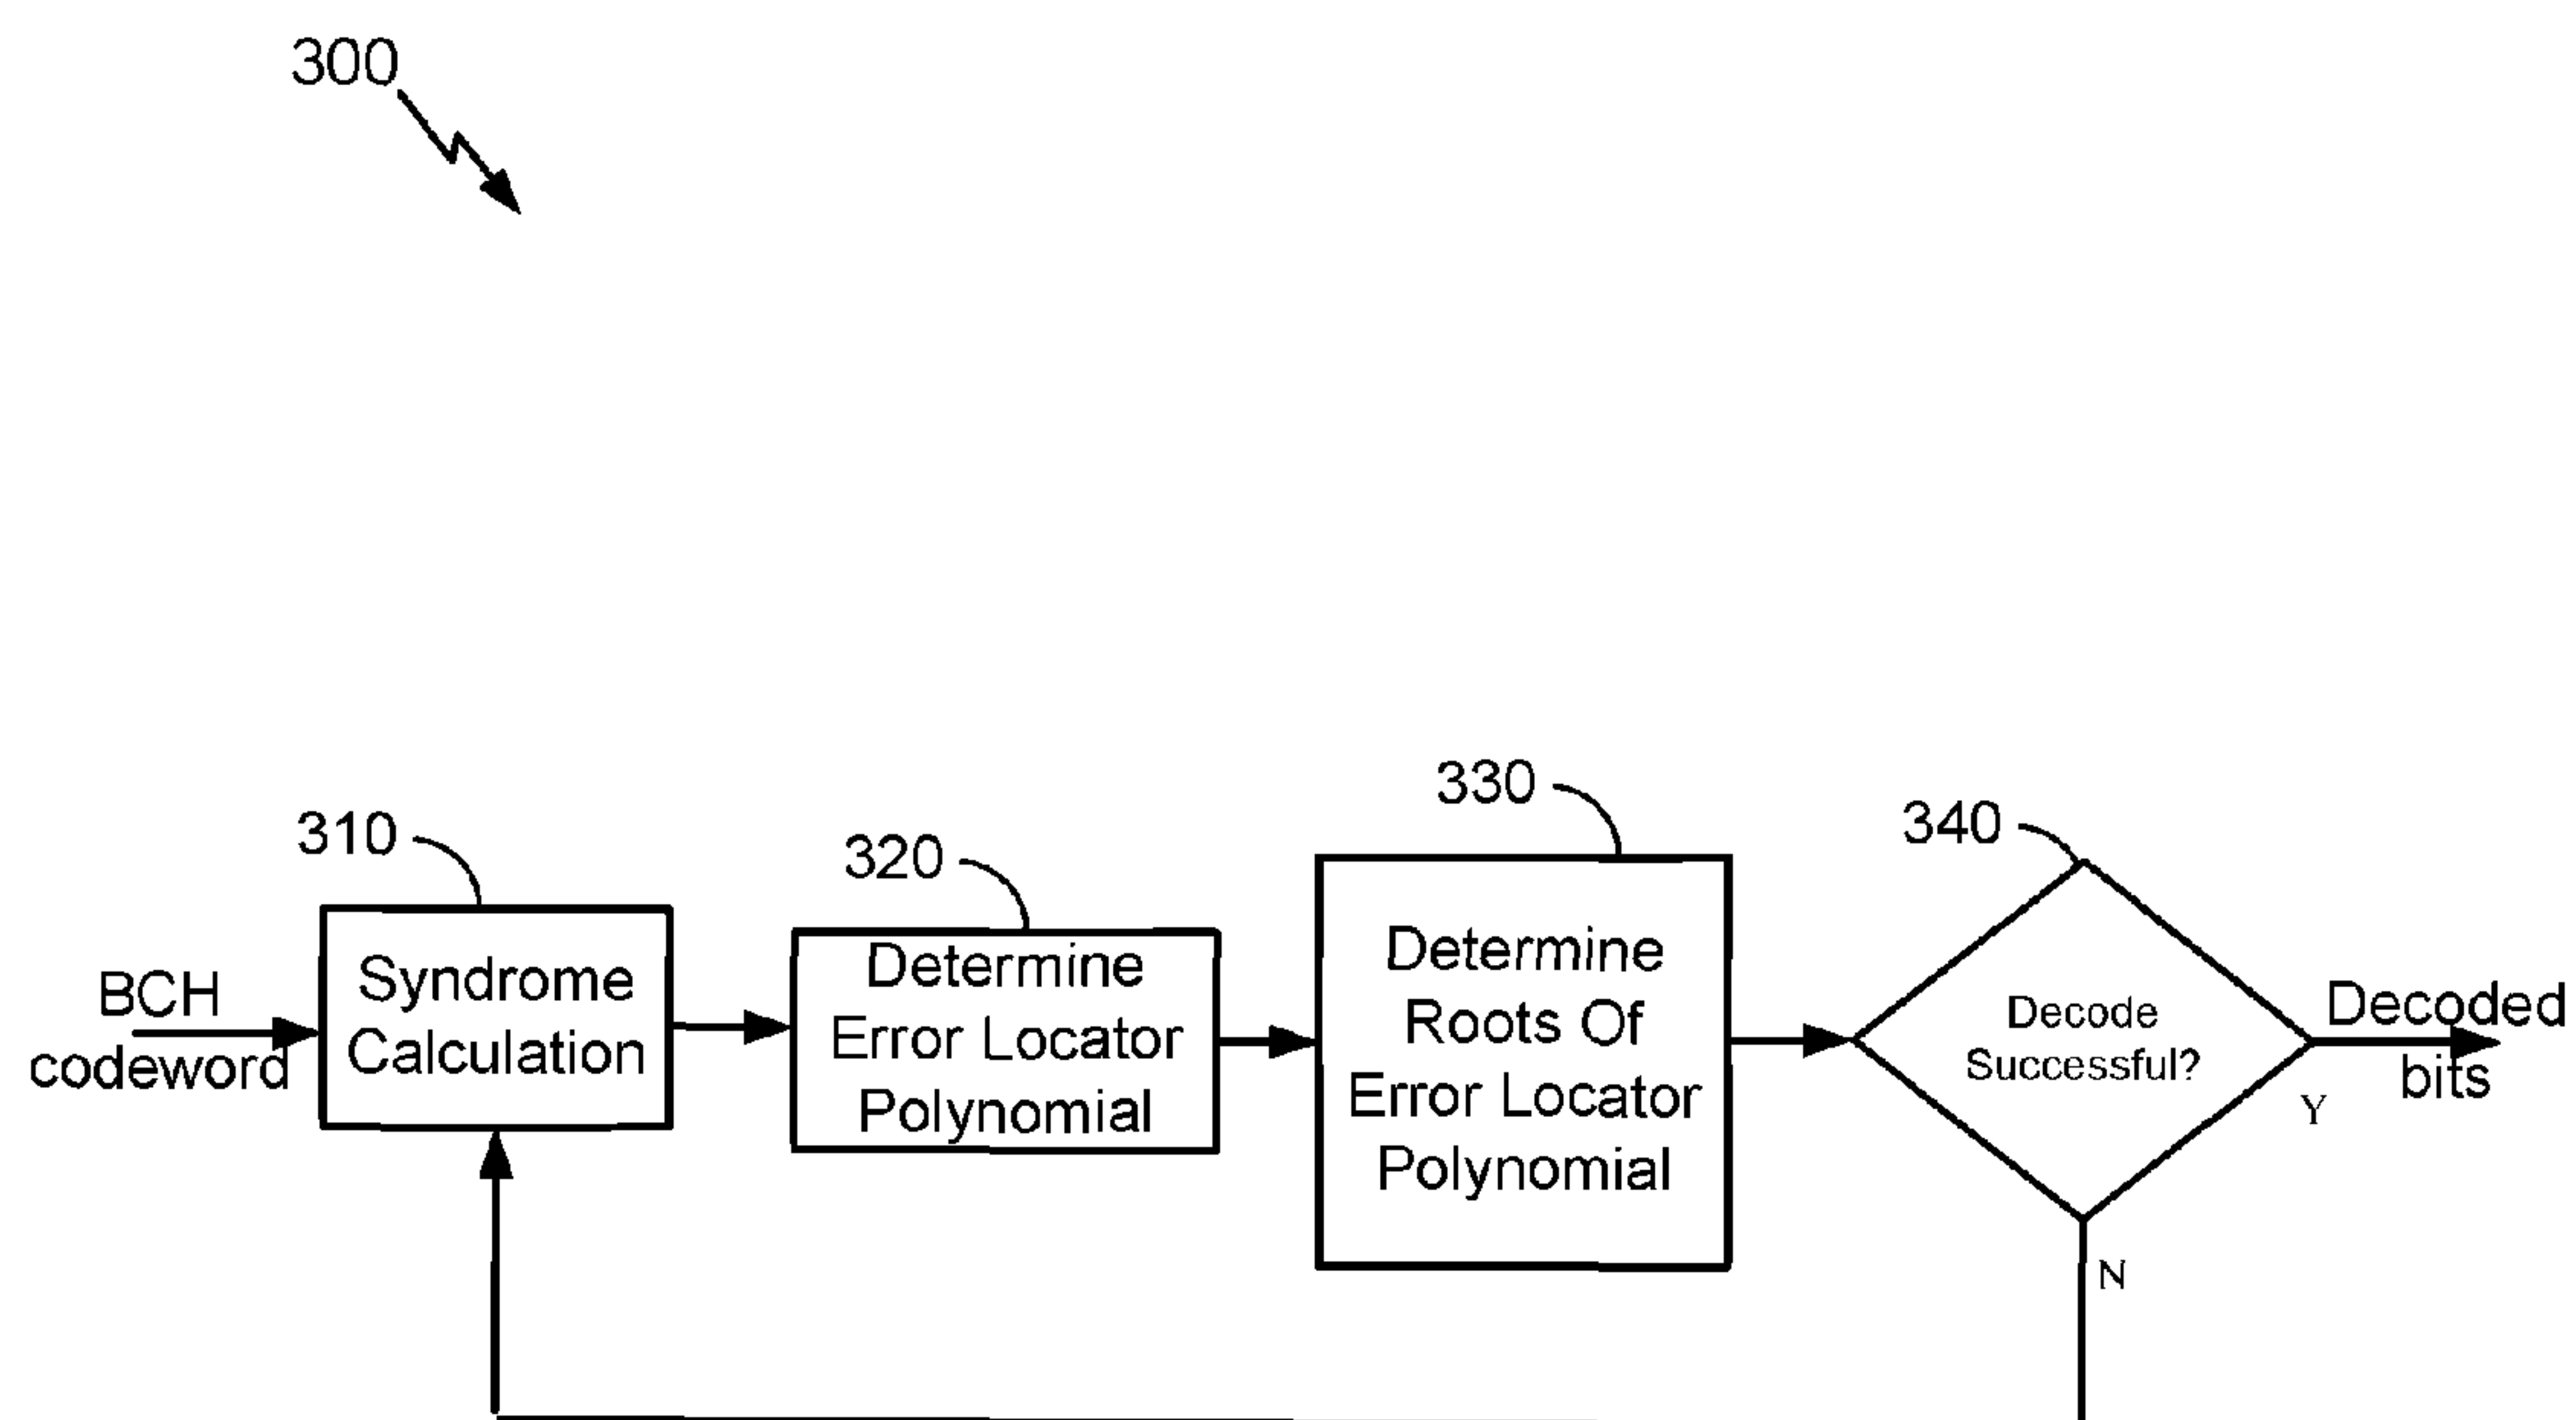 300
310
320
330
340
BCH
codeword
Syndrome
Calculation
Determine
Error Locator
Polynomial
Determine
Roots Of
Error Locator
Polynomial
Decode
Successful?
Decoded
bits
Y
N